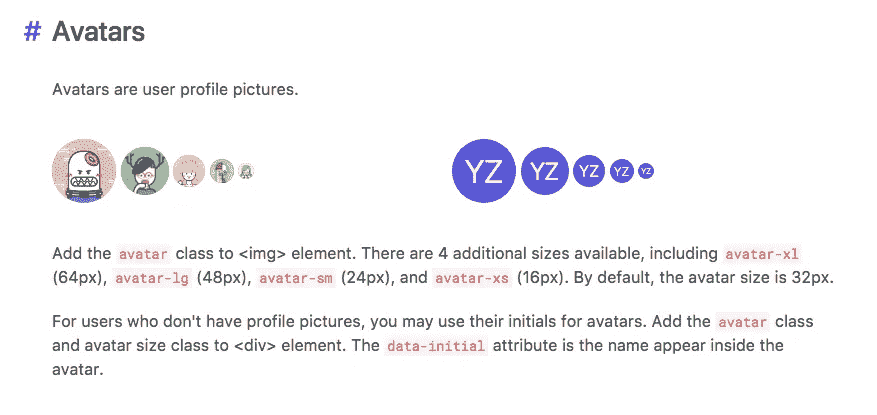 # Avatars
Avatars are user profile pictures.
YZ YZ YZ YZ YZ
Add the avatar class to <img> element. There are 4 additional sizes available, including avatar-xl
(64px), avatar-lg (48px), avatar-sm (24px), and avatar-xs (16px). By default, the avatar size is 32px.
For users who don't have profile pictures, you may use their initials for avatars. Add the avatar class
and avatar size class to <div> element. The data-initial attribute is the name appear inside the
avatar.